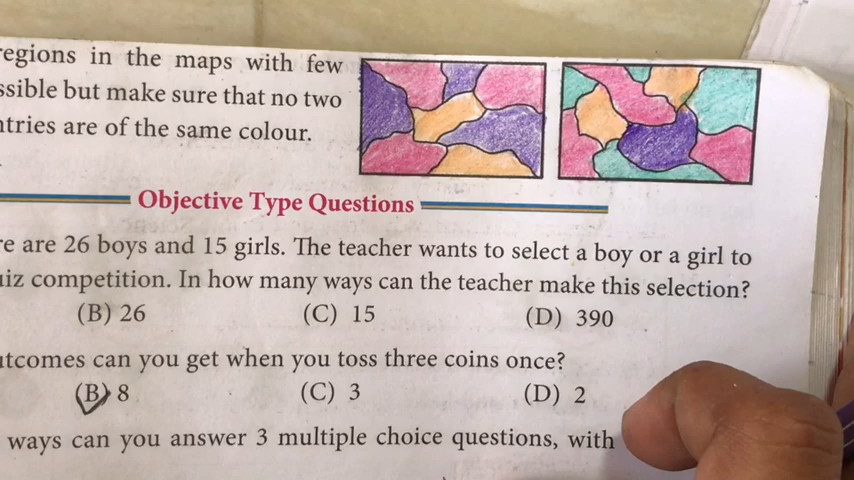 regions in the maps with few
ssible but make sure that no two
ntries are of the same colour.
Objective Type Questions
re are 26 boys and 15 girls. The teacher wants to select a boy or a girl to
uiz competition. In how many ways can the teacher make this selection?
(B) 26 (C) 15 (D) 390
utcomes can you get when you toss three coins once?
(B) 8 (C) 3 (D) 2
ways can you answer 3 multiple choice questions, with